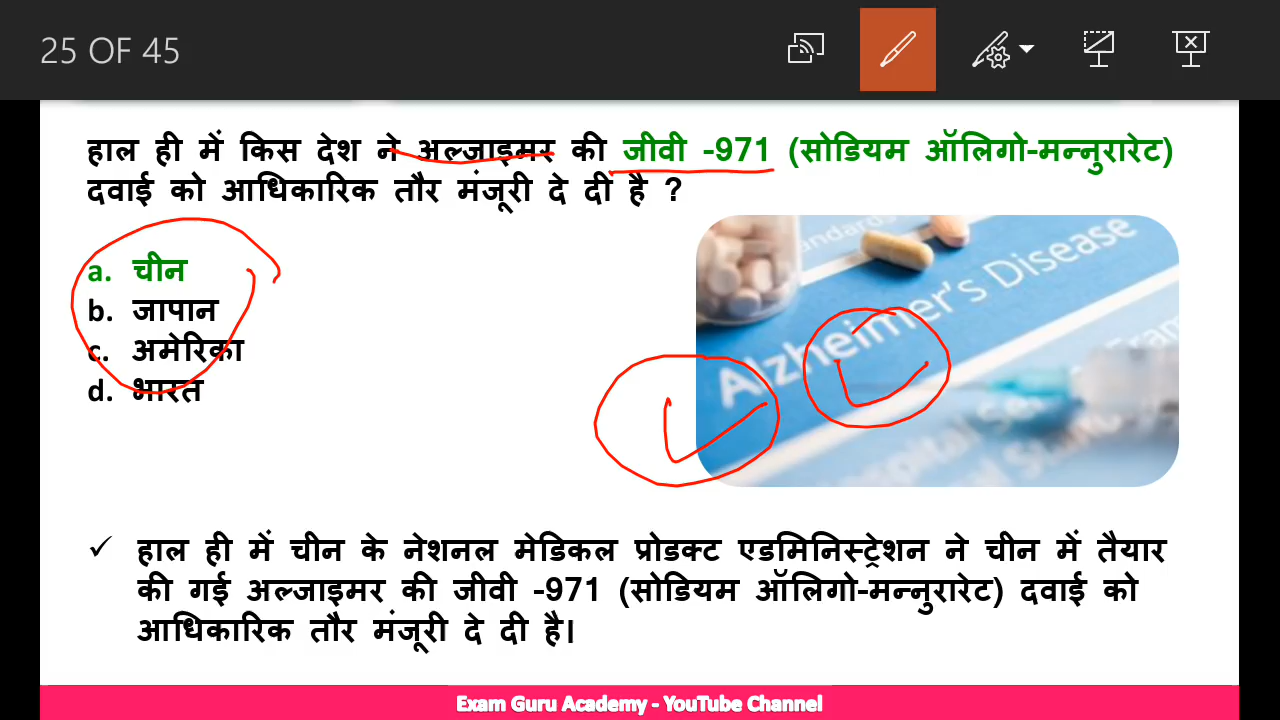 25 OF 45
हाल ही में किस देश ने अल्ज़ाइमर की जीवी -971 (सोडियम ऑलिगो-मन्नुरारेट)
दवाई को आधिकारिक तौर मंजूरी दे दी है ?
a. चीन
b. जापान
c. अमेरिका
d. भारत
andards
Alzheimer's Disease
✓ हाल ही में चीन के नेशनल मेडिकल प्रोडक्ट एडमिनिस्ट्रेशन ने चीन में तैयार
की गई अल्जाइमर की जीवी -971 (सोडियम ऑलिगो-मन्नुरारेट) दवाई को
आधिकारिक तौर मंजूरी दे दी है।
Exam Guru Academy - YouTube Channel